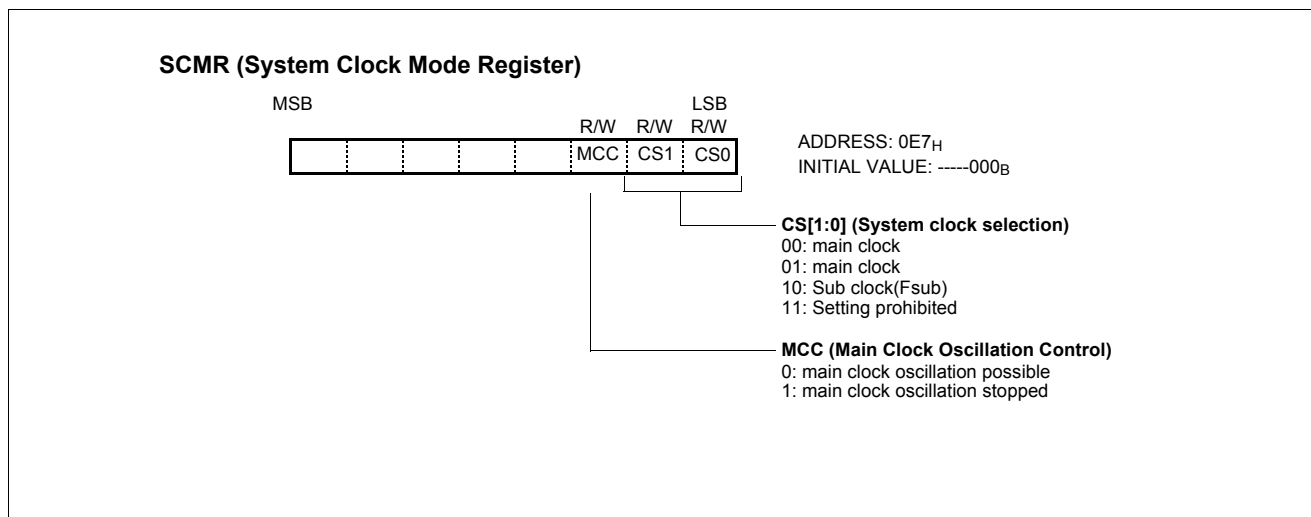 SCMR (System Clock Mode Register)
MSB LSB
R/W R/W R/W
MCC CS1 CS0
ADDRESS: 0E7H
INITIAL VALUE: -----000B
CS[1:0] (System clock selection)
00: main clock
01: main clock
10: Sub clock(Fsub)
11: Setting prohibited
MCC (Main Clock Oscillation Control)
0: main clock oscillation possible
1: main clock oscillation stopped